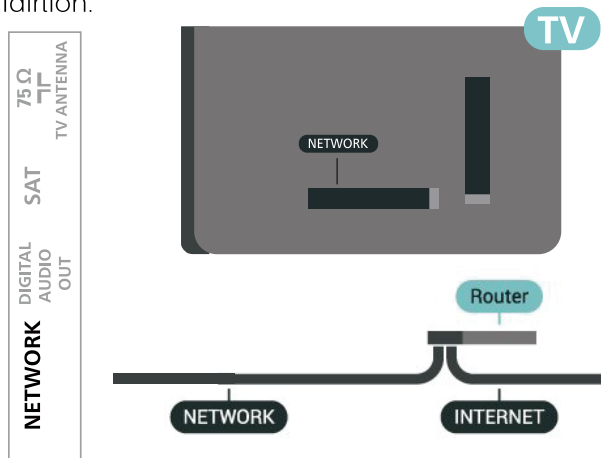 TV
75 Ω
TV ANTENNA
SAT
DIGITAL
AUDIO
OUT
NETWORK
NETWORK
Router
NETWORK
INTERNET